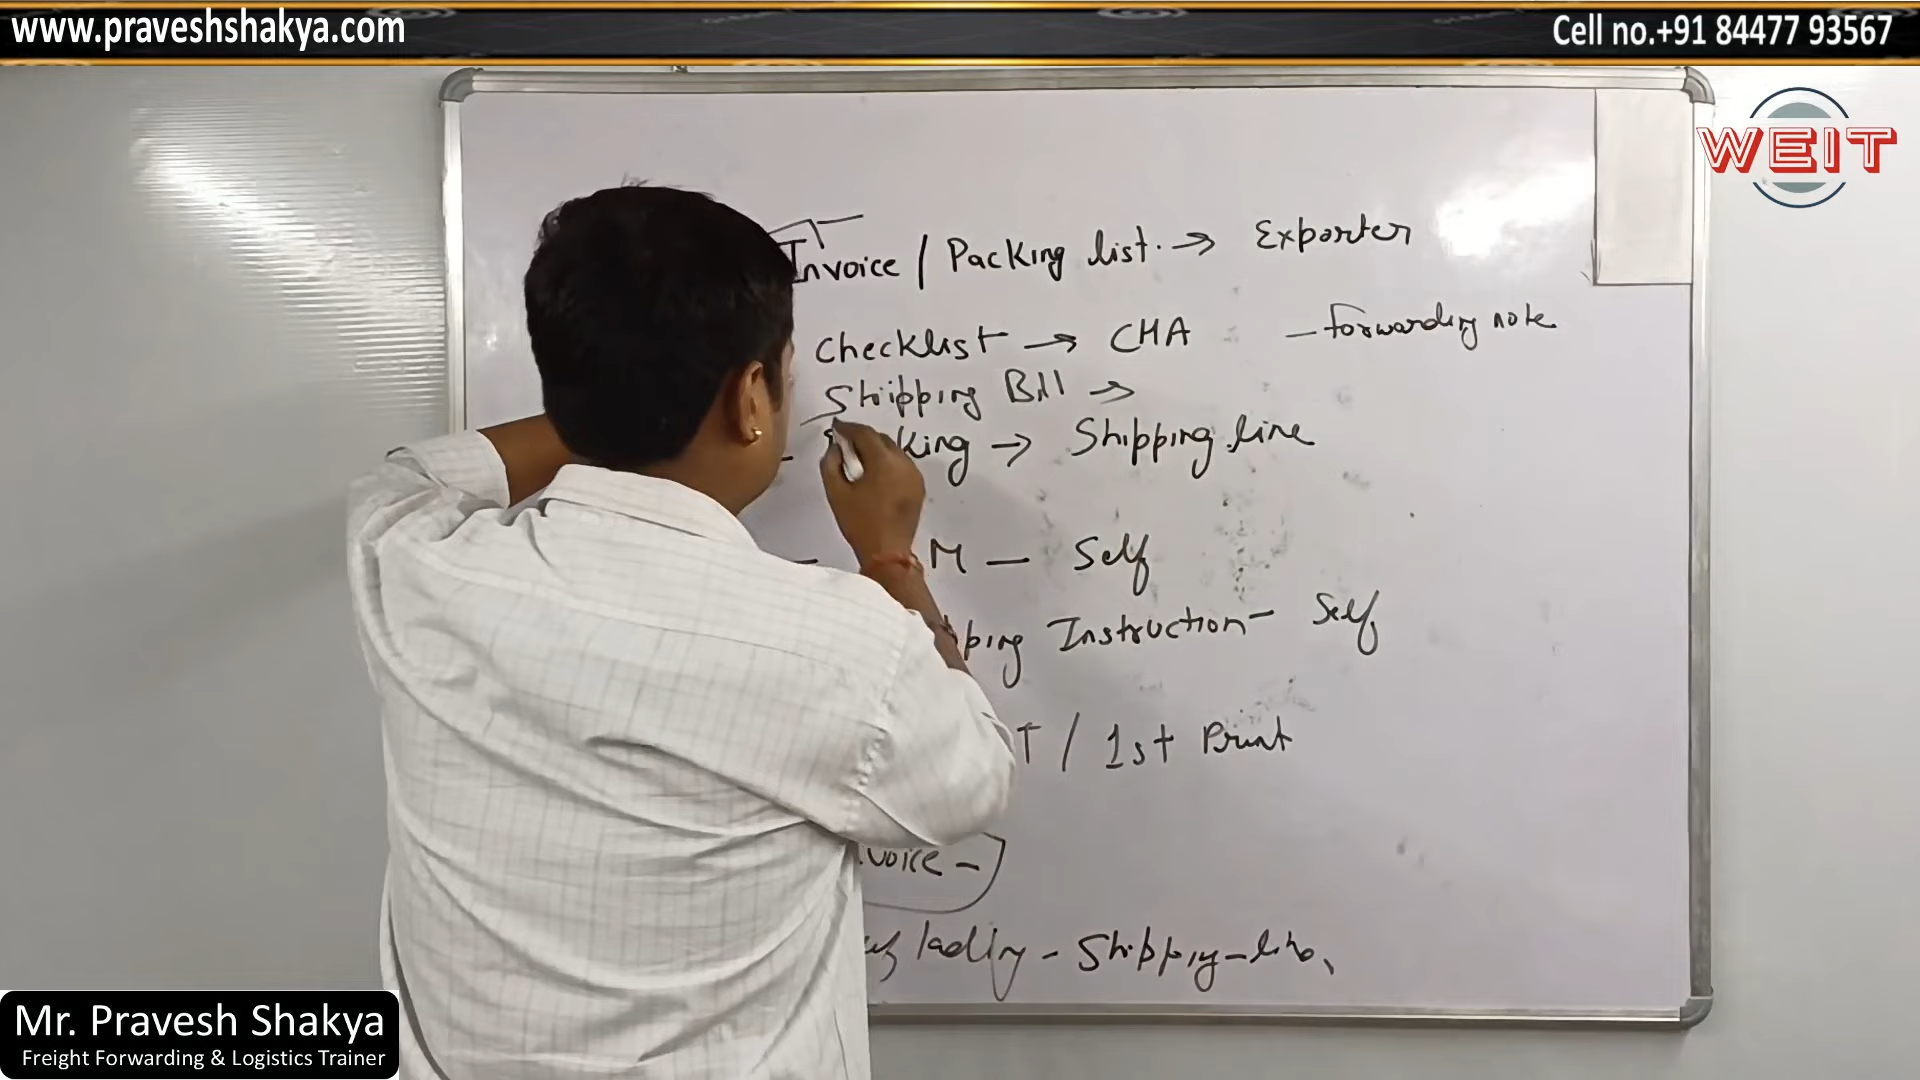 www.praveshshakya.com
Cell no.+91 84477 93567
WEIT
Invoice / Packing list. → Exporter
Checklist → CHA — forwarding note
Shipping Bill →
king → Shipping line
M — Self
pping Instruction — Self
T / 1st Print
voice —
lading - Shipping - line,
Mr. Pravesh Shakya
Freight Forwarding & Logistics Trainer